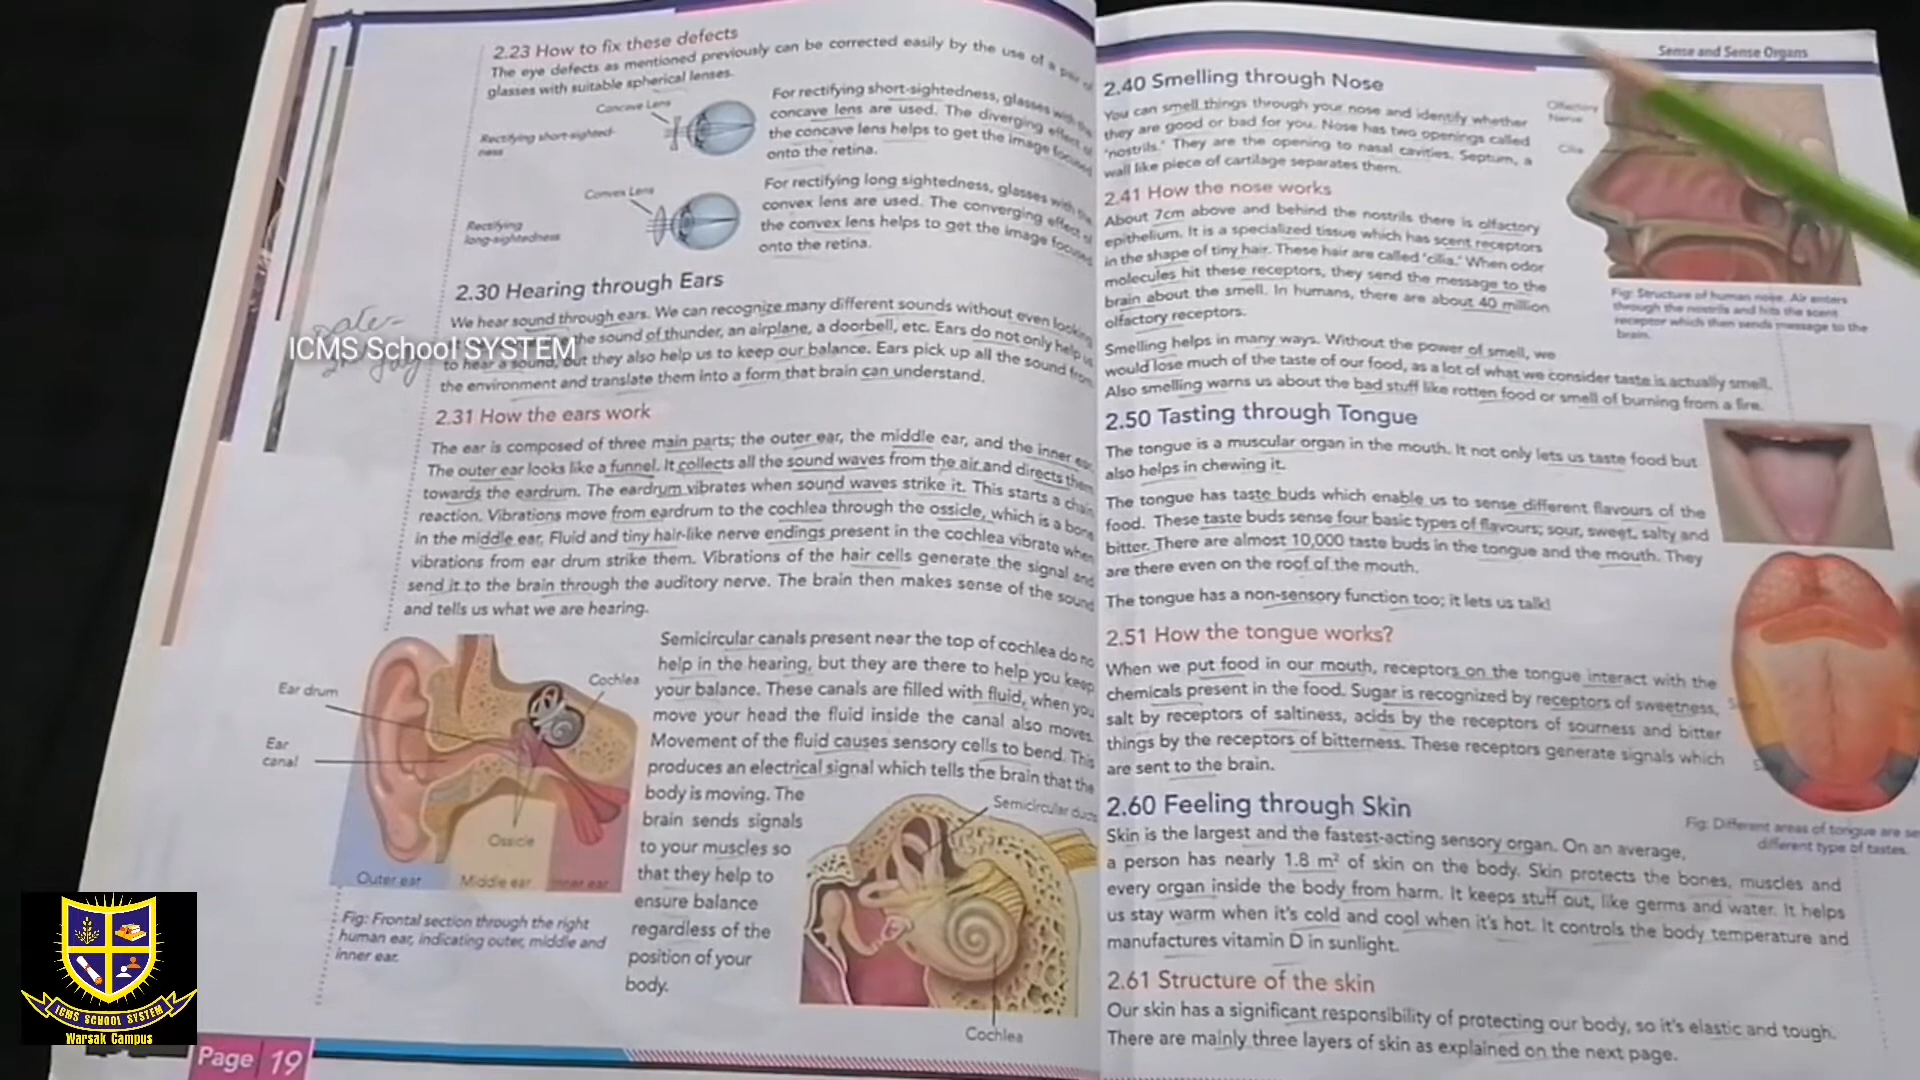 2.23 How to fix these defects
The eye defects as mentioned previously can be corrected easily by the use of a pair of
glasses with suitable spherical lenses.
Concave Lens
Rectifying short-sighted-
ness
For rectifying short-sightedness, glasses with the
concave lens are used. The diverging effect of
the concave lens helps to get the image focused
onto the retina.
Convex Lens
Rectifying
long-sightedness
For rectifying long sightedness, glasses with the
convex lens are used. The converging effect of
the convex lens helps to get the image focused
onto the retina.
2.30 Hearing through Ears
We hear sound through ears. We can recognize many different sounds without even looking
the sound of thunder, an airplane, a doorbell, etc. Ears do not only help us
to hear a sound, but they also help us to keep our balance. Ears pick up all the sound from
the environment and translate them into a form that brain can understand.
Date-
ICMS School SYSTEM
2.31 How the ears work
The ear is composed of three main parts; the outer ear, the middle ear, and the inner ear.
The outer ear looks like a funnel. It collects all the sound waves from the air and directs them
towards the eardrum. The eardrum vibrates when sound waves strike it. This starts a chain
reaction. Vibrations move from eardrum to the cochlea through the ossicle, which is a bone
in the middle ear. Fluid and tiny hair-like nerve endings present in the cochlea vibrate when
vibrations from ear drum strike them. Vibrations of the hair cells generate the signal and
send it to the brain through the auditory nerve. The brain then makes sense of the sound
and tells us what we are hearing.
Ear drum
Ear
canal
Cochlea
Ossicle
Outer ear
Middle ear
Inner ear
Fig: Frontal section through the right
human ear, indicating outer, middle and
inner ear.
Semicircular canals present near the top of cochlea do no
help in the hearing, but they are there to help you keep
your balance. These canals are filled with fluid, when you
move your head the fluid inside the canal also moves.
Movement of the fluid causes sensory cells to bend. This
produces an electrical signal which tells the brain that the
body is moving. The
brain sends signals
to your muscles so
that they help to
ensure balance
regardless of the
position of your
body.
Semicircular ducts
Cochlea
Page 19
ICMS SCHOOL SYSTEM
Warsak Campus
Sense and Sense Organs
2.40 Smelling through Nose
You can smell things through your nose and identify whether
they are good or bad for you. Nose has two openings called
'nostrils.' They are the opening to nasal cavities. Septum, a
wall like piece of cartilage separates them.
Olfactory
Nerve
Cilia
2.41 How the nose works
About 7cm above and behind the nostrils there is olfactory
epithelium. It is a specialized tissue which has scent receptors
in the shape of tiny hair. These hair are called 'cilia.' When odor
molecules hit these receptors, they send the message to the
brain about the smell. In humans, there are about 40 million
olfactory receptors.
Fig: Structure of human nose. Air enters
through the nostrils and hits the scent
receptor which then sends message to the
brain.
Smelling helps in many ways. Without the power of smell, we
would lose much of the taste of our food, as a lot of what we consider taste is actually smell.
Also smelling warns us about the bad stuff like rotten food or smell of burning from a fire.
2.50 Tasting through Tongue
The tongue is a muscular organ in the mouth. It not only lets us taste food but
also helps in chewing it.
The tongue has taste buds which enable us to sense different flavours of the
food. These taste buds sense four basic types of flavours; sour, sweet, salty and
bitter. There are almost 10,000 taste buds in the tongue and the mouth. They
are there even on the roof of the mouth.
The tongue has a non-sensory function too; it lets us talk!
2.51 How the tongue works?
When we put food in our mouth, receptors on the tongue interact with the
chemicals present in the food. Sugar is recognized by receptors of sweetness,
salt by receptors of saltiness, acids by the receptors of sourness and bitter
things by the receptors of bitterness. These receptors generate signals which
are sent to the brain.
Fig: Different areas of tongue are se
different type of tastes.
2.60 Feeling through Skin
Skin is the largest and the fastest-acting sensory organ. On an average,
a person has nearly 1.8 m² of skin on the body. Skin protects the bones, muscles and
every organ inside the body from harm. It keeps stuff out, like germs and water. It helps
us stay warm when it's cold and cool when it's hot. It controls the body temperature and
manufactures vitamin D in sunlight.
2.61 Structure of the skin
Our skin has a significant responsibility of protecting our body, so it's elastic and tough.
There are mainly three layers of skin as explained on the next page.